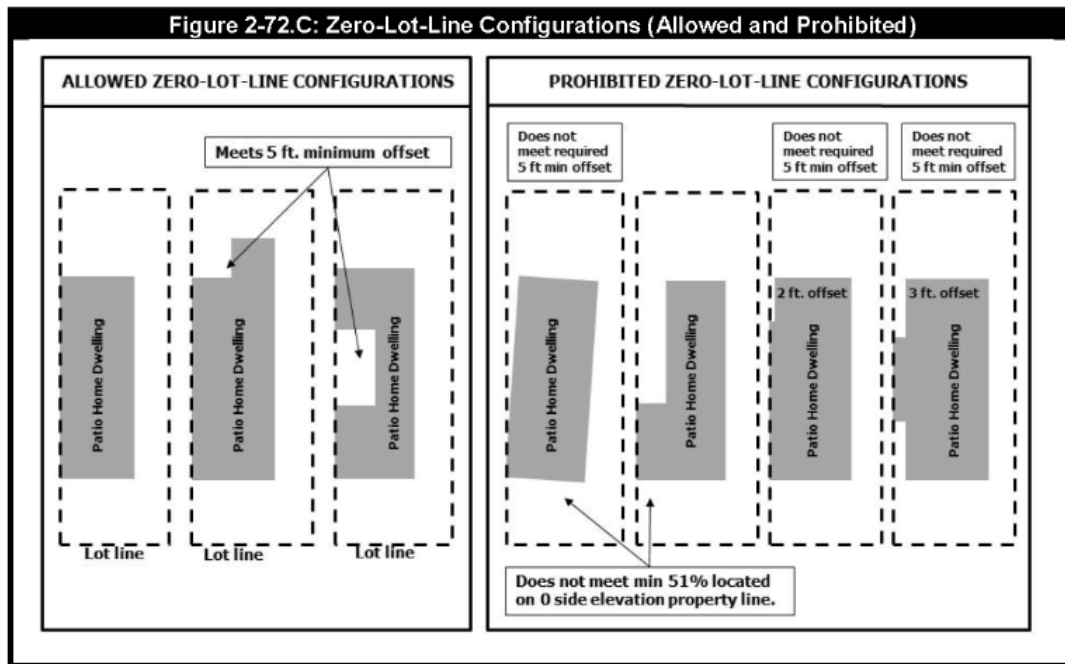 Figure 2-72.C: Zero-Lot-Line Configurations (Allowed and Prohibited)
ALLOWED ZERO-LOT-LINE CONFIGURATIONS
Meets 5 ft. minimum offset
Patio Home Dwelling
Patio Home Dwelling
Patio Home Dwelling
Lot line
Lot line
Lot line
PROHIBITED ZERO-LOT-LINE CONFIGURATIONS
Does not
meet required
5 ft min offset
Does not
meet required
5 ft min offset
Does not
meet required
5 ft min offset
2 ft. offset
3 ft. offset
Patio Home Dwelling
Patio Home Dwelling
Patio Home Dwelling
Patio Home Dwelling
Does not meet min 51% located
on 0 side elevation property line.